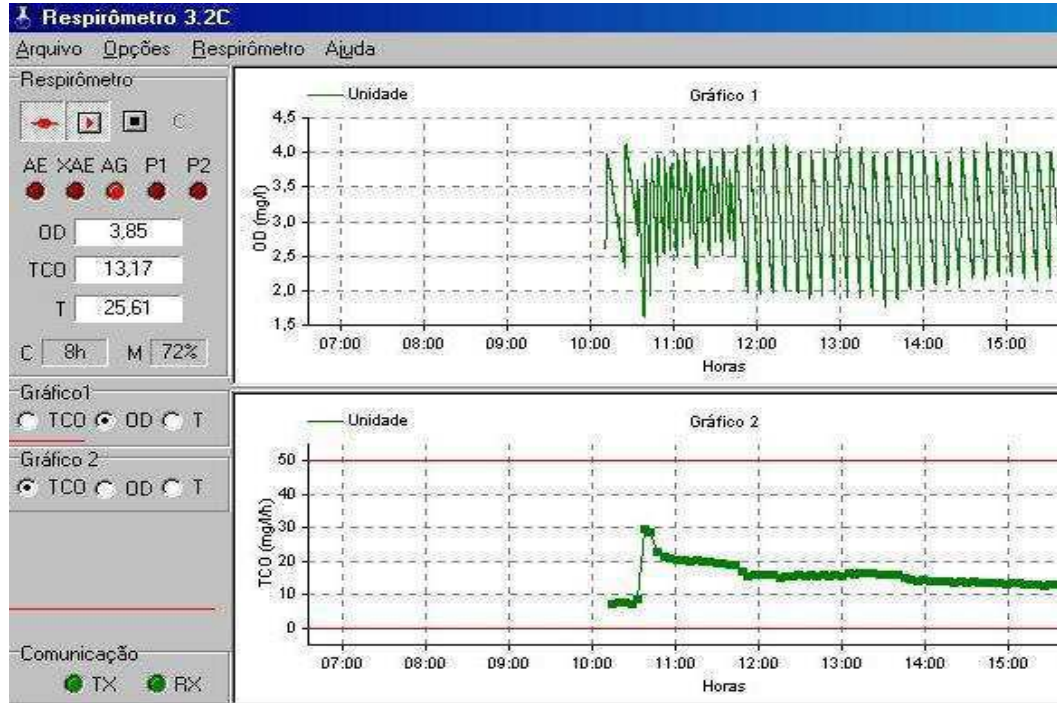 Respirômetro 3.2C
Arquivo Opções Respirômetro Ajuda
Respirômetro
C
AE XAE AG P1 P2
OD 3,85
TCO 13,17
T 25,61
C 8h M 72%
Gráfico1
TCO OD T
Gráfico 2
TCO OD T
Comunicação
TX RX
Unidade Gráfico 1
OD (mg/l)
4,5
4,0
3,5
3,0
2,5
2,0
1,5
07:00 08:00 09:00 10:00 11:00 12:00 13:00 14:00 15:00
Horas
Unidade Gráfico 2
TCO (mg/l/h)
50
40
30
20
10
0
07:00 08:00 09:00 10:00 11:00 12:00 13:00 14:00 15:00
Horas